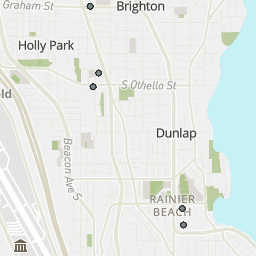 Graham St
Brighton
Holly Park
S Othello St
ld
Dunlap
Beacon Ave S
RAINIER
BEACH